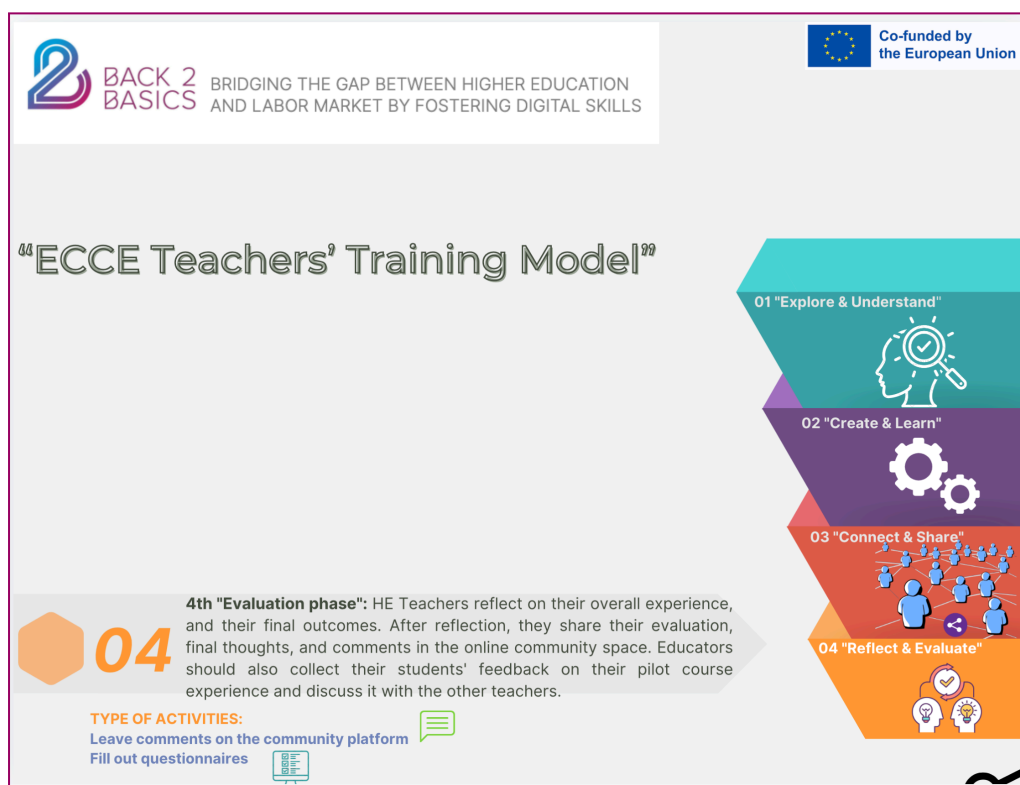 BACK 2
BASICS
BRIDGING THE GAP BETWEEN HIGHER EDUCATION
AND LABOR MARKET BY FOSTERING DIGITAL SKILLS
Co-funded by
the European Union
“ECCE Teachers’ Training Model”
01 "Explore & Understand"
02 "Create & Learn"
03 "Connect & Share"
04 "Reflect & Evaluate"
04
4th "Evaluation phase": HE Teachers reflect on their overall experience,
and their final outcomes. After reflection, they share their evaluation,
final thoughts, and comments in the online community space. Educators
should also collect their students' feedback on their pilot course
experience and discuss it with the other teachers.
TYPE OF ACTIVITIES:
Leave comments on the community platform
Fill out questionnaires